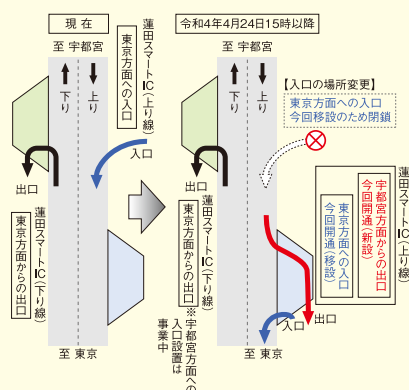 現在
至 宇都宮
下り
上り
東京方面への入口
蓮田スマートIC(上り線)
入口
出口
蓮田スマートIC(下り線)
東京方面からの出口
至 東京
令和4年4月24日15時以降
至 宇都宮
下り
上り
【入口の場所変更】
東京方面への入口
今回移設のため閉鎖
出口
蓮田スマートIC(下り線)
東京方面からの出口
※宇都宮方面への
入口設置は
事業中
蓮田スマートIC(上り線)
宇都宮方面からの出口
今回開通(新設)
東京方面への入口
今回開通(移設)
入口
出口
至 東京